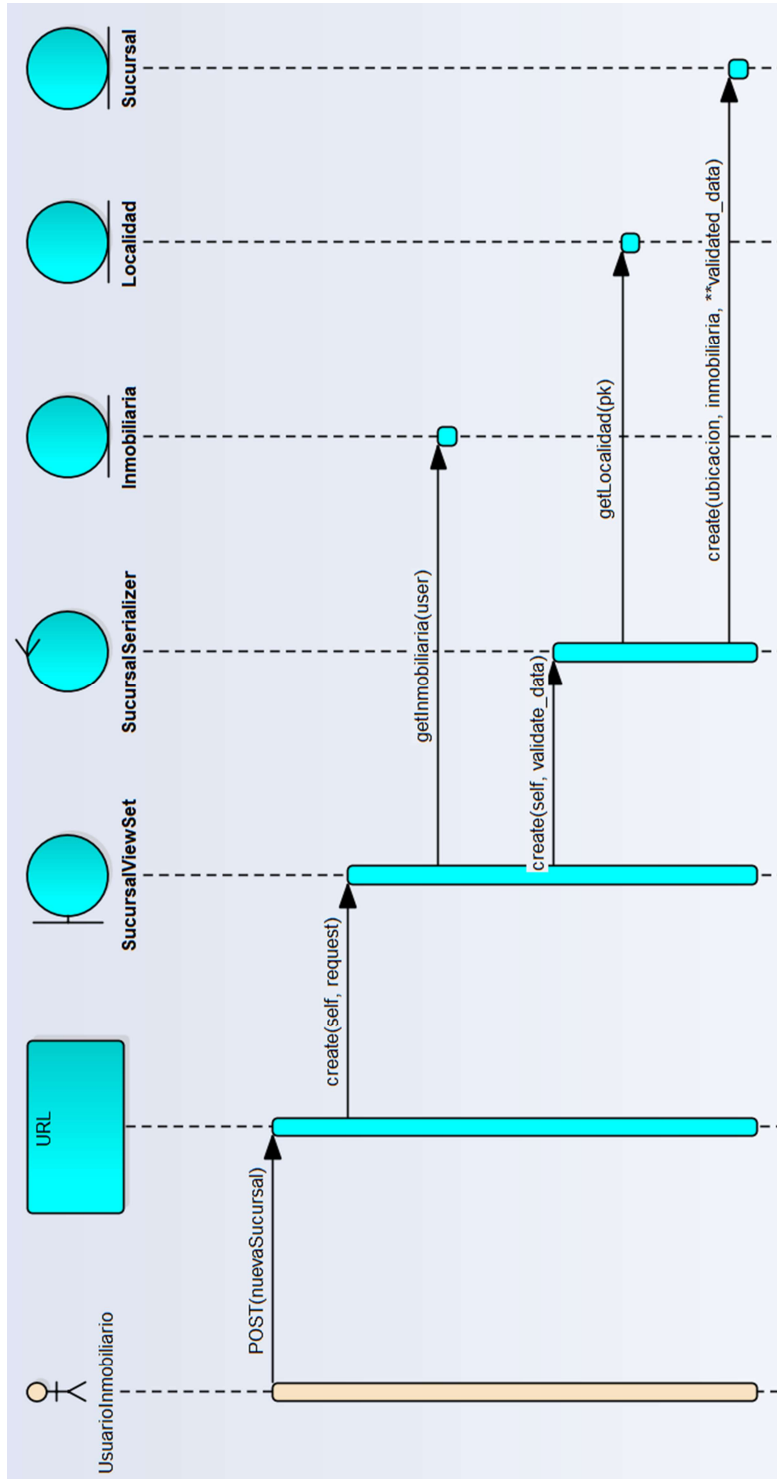 UsuarioInmobiliario
URL
SucursalViewSet
SucursalSerializer
Inmobiliaria
Localidad
Sucursal
POST(nuevaSucursal)
create(self, request)
getInmobiliaria(user)
create(self, validate_data)
getLocalidad(pk)
create(ubicacion, inmobiliaria, **validated_data)